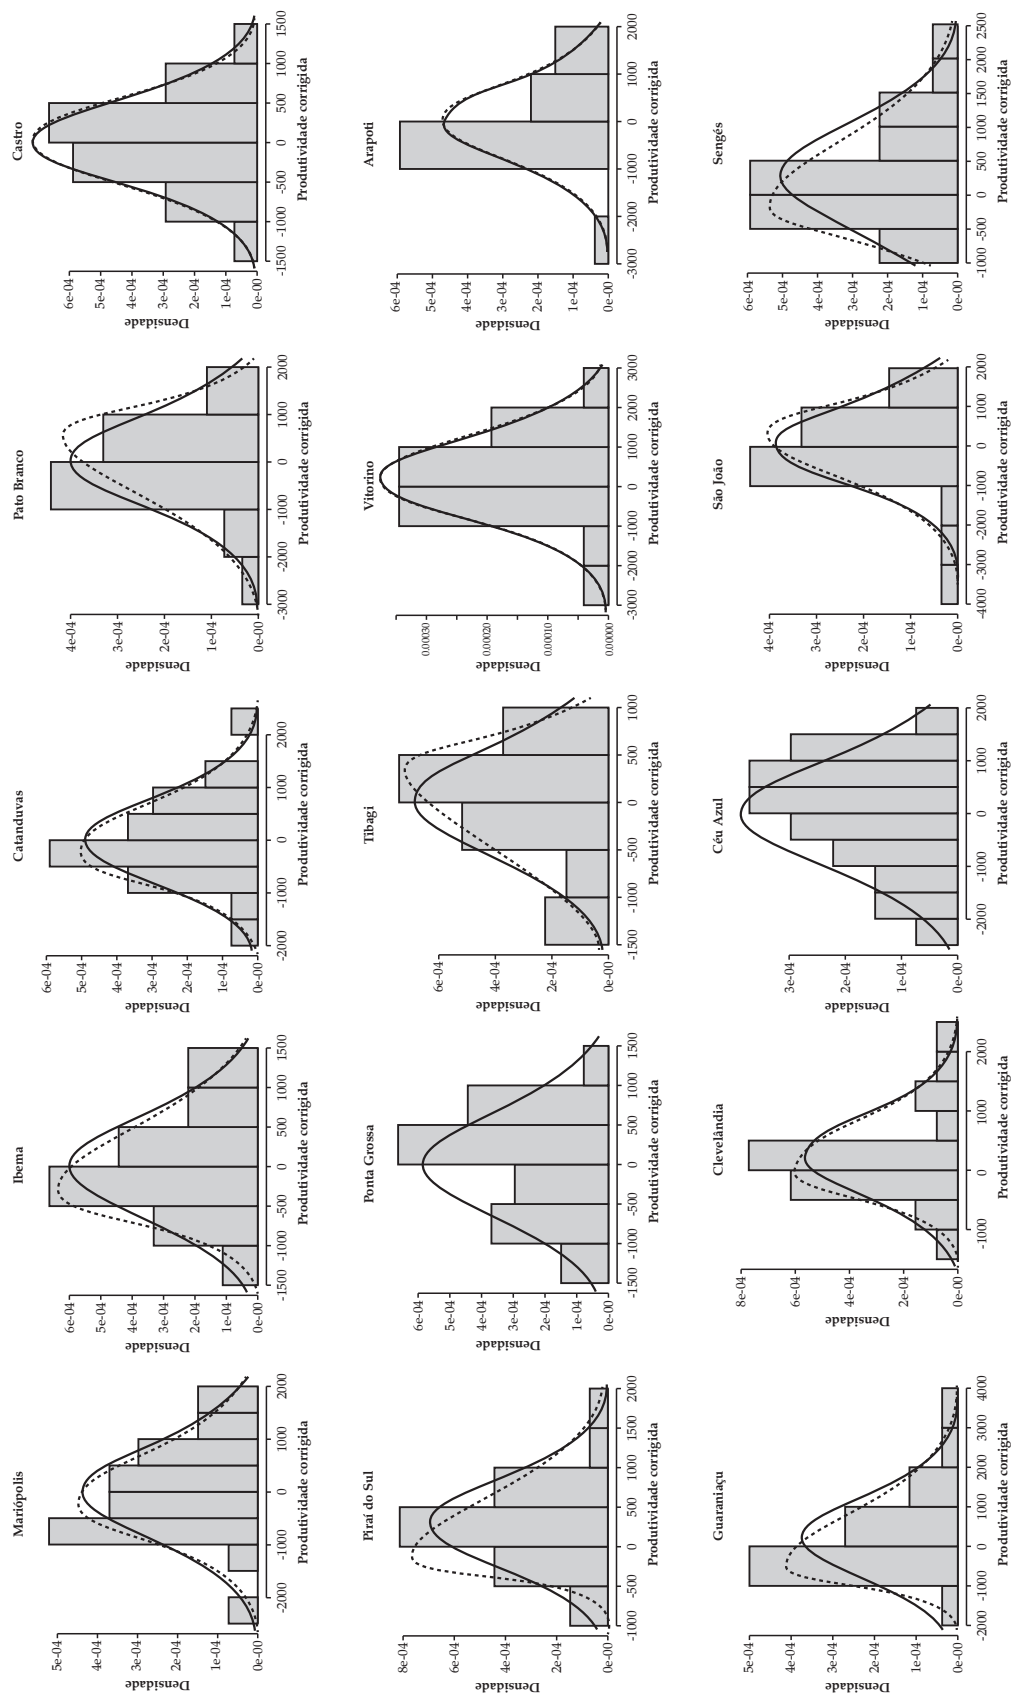 Mariópolis
Densidade
5e-04
4e-04
3e-04
2e-04
1e-04
0e-00
-2000 -1000 0 1000 2000
Produtividade corrigida
Ibema
Densidade
6e-04
5e-04
4e-04
3e-04
2e-04
1e-04
0e-00
-1500 -1000 -500 0 500 1000 1500
Produtividade corrigida
Catanduvas
Densidade
6e-04
5e-04
4e-04
3e-04
2e-04
1e-04
0e-00
-2000 -1000 0 1000 2000
Produtividade corrigida
Pato Branco
Densidade
4e-04
3e-04
2e-04
1e-04
0e-00
-3000 -2000 -1000 0 1000 2000
Produtividade corrigida
Castro
Densidade
6e-04
5e-04
4e-04
3e-04
2e-04
1e-04
0e-00
-1500 -1000 -500 0 500 1000 1500
Produtividade corrigida
Piraí do Sul
Densidade
8e-04
6e-04
4e-04
2e-04
0e-00
-1000 -500 0 500 1000 1500 2000
Produtividade corrigida
Ponta Grossa
Densidade
6e-04
5e-04
4e-04
3e-04
2e-04
1e-04
0e-00
-1500 -1000 -500 0 500 1000 1500
Produtividade corrigida
Tibagi
Densidade
6e-04
4e-04
2e-04
0e-00
-1500 -1000 -500 0 500 1000
Produtividade corrigida
Vitorino
Densidade
0.000030
0.000020
0.000010
0.000000
-3000 -2000 -1000 0 1000 2000 3000
Produtividade corrigida
Arapoti
Densidade
6e-04
5e-04
4e-04
3e-04
2e-04
1e-04
0e-00
-3000 -2000 -1000 0 1000 2000
Produtividade corrigida
Guaraniaçu
Densidade
5e-04
4e-04
3e-04
2e-04
1e-04
0e-00
-2000 -1000 0 1000 2000 3000 4000
Produtividade corrigida
Clevelândia
Densidade
8e-04
6e-04
4e-04
2e-04
0e-00
-1000 0 1000 2000
Produtividade corrigida
Céu Azul
Densidade
3e-04
2e-04
1e-04
0e-00
-2000 -1000 0 1000 2000
Produtividade corrigida
São João
Densidade
4e-04
3e-04
2e-04
1e-04
0e-00
-4000 -3000 -2000 -1000 0 1000 2000
Produtividade corrigida
Sengés
Densidade
6e-04
5e-04
4e-04
3e-04
2e-04
1e-04
0e-00
-1000 -500 0 500 1000 1500 2000 2500
Produtividade corrigida